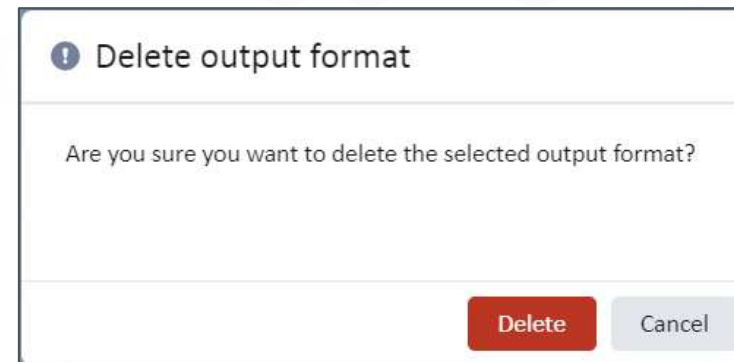 Delete output format
Are you sure you want to delete the selected output format?
Delete Cancel